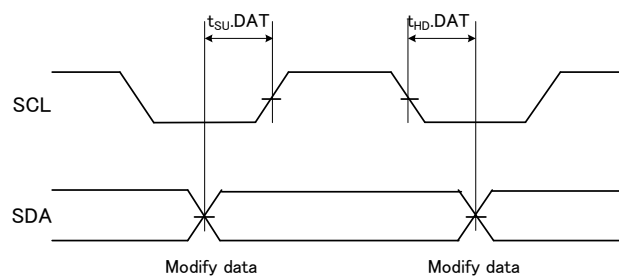 tSU.DAT tHD.DAT
SCL
SDA
Modify data Modify data